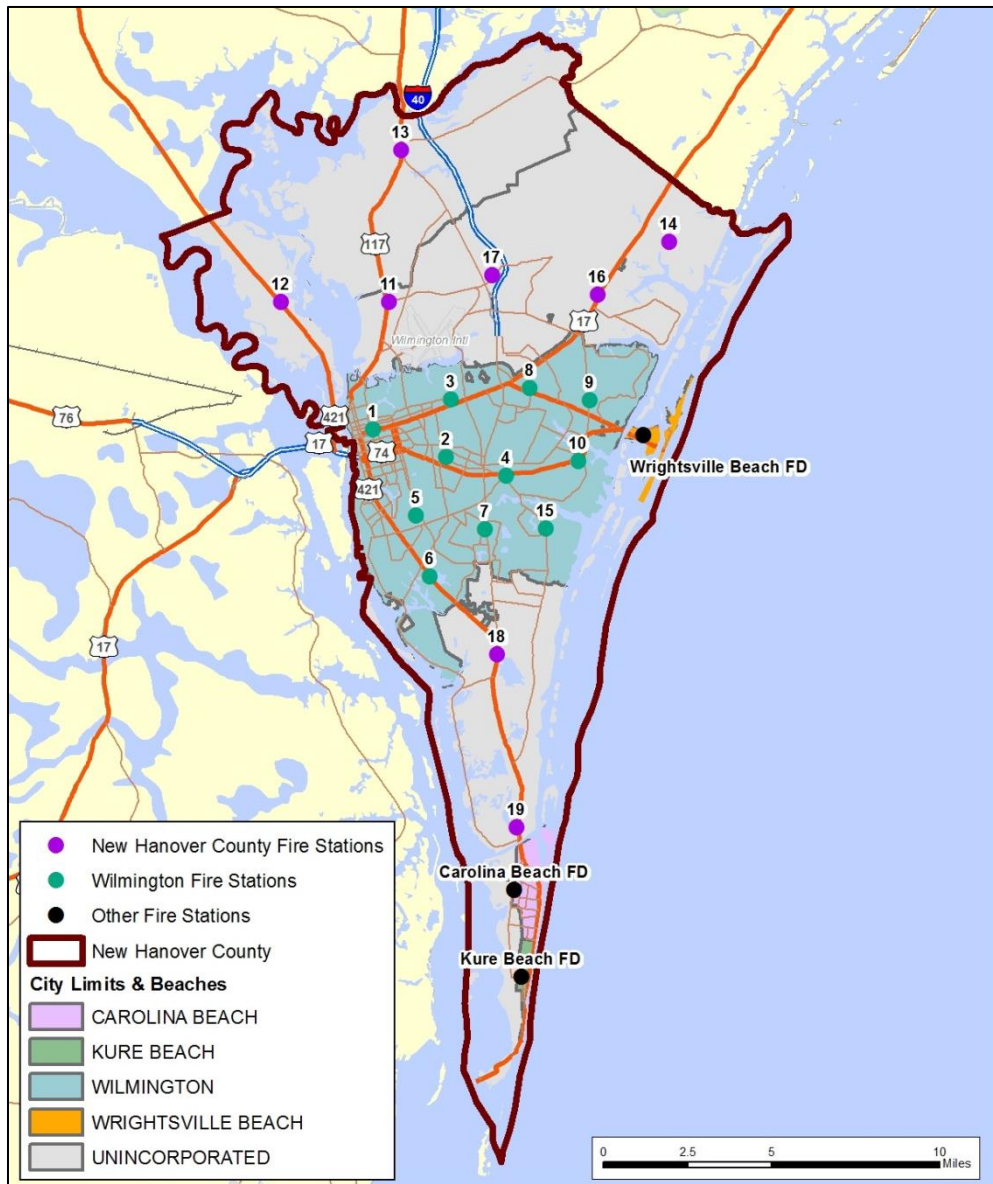 40
13
14
117
17
12
11
16
17
Wilmington Intl
8
3
9
76
421
1
17
2
74
10
4
Wrightsville Beach FD
421
5
7
15
6
17
18
19
Carolina Beach FD
Kure Beach FD
New Hanover County Fire Stations
Wilmington Fire Stations
Other Fire Stations
New Hanover County
City Limits & Beaches
CAROLINA BEACH
KURE BEACH
WILMINGTON
WRIGHTSVILLE BEACH
UNINCORPORATED
0 2.5 5 10
Miles